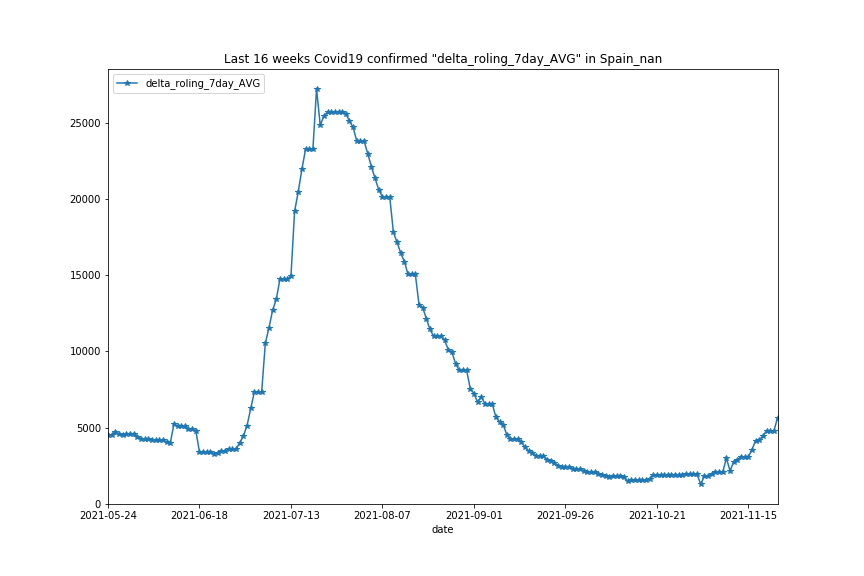 Last 16 weeks Covid19 confirmed "delta_roling_7day_AVG" in Spain_nan
delta_roling_7day_AVG
25000
20000
15000
10000
5000
0
2021-05-24 2021-06-18 2021-07-13 2021-08-07 2021-09-01 2021-09-26 2021-10-21 2021-11-15
date